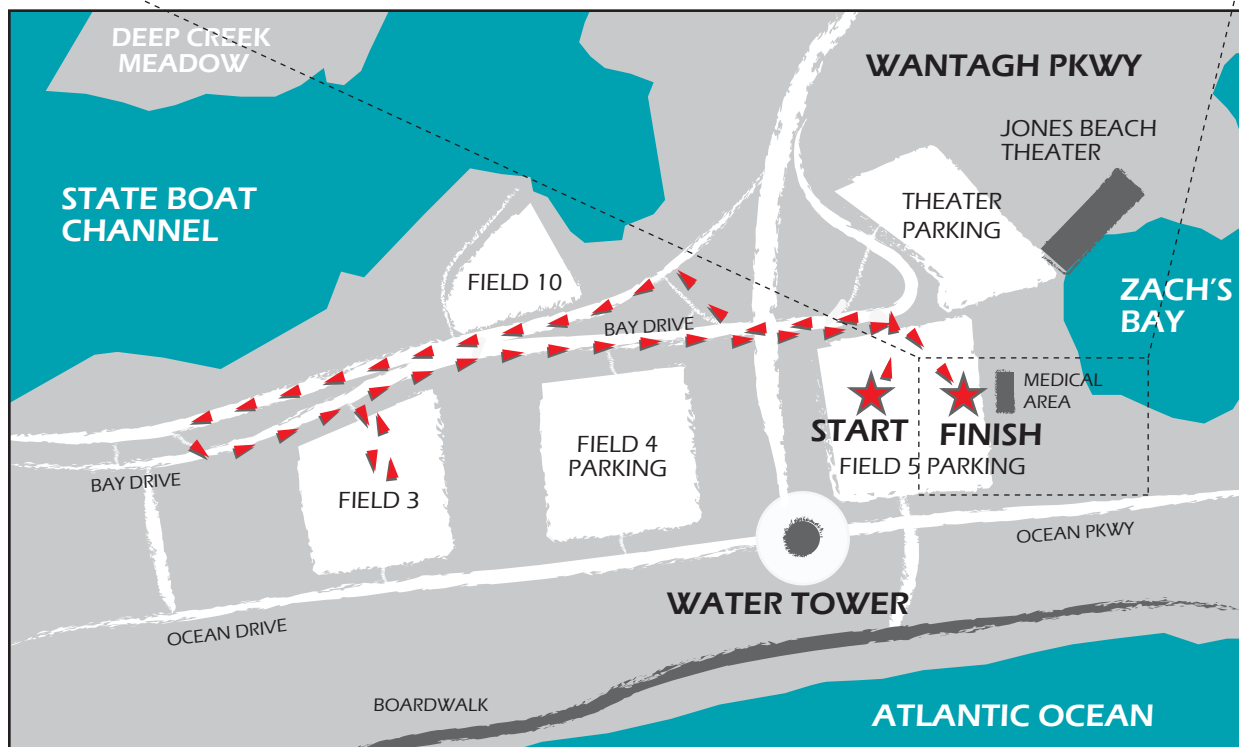 DEEP CREEK
MEADOW
WANTAGH PKWY
JONES BEACH
THEATER
STATE BOAT
CHANNEL
THEATER
PARKING
FIELD 10
ZACH'S
BAY
BAY DRIVE
MEDICAL
AREA
START
FINISH
FIELD 4
PARKING
FIELD 5 PARKING
BAY DRIVE
FIELD 3
OCEAN PKWY
WATER TOWER
OCEAN DRIVE
BOARDWALK
ATLANTIC OCEAN